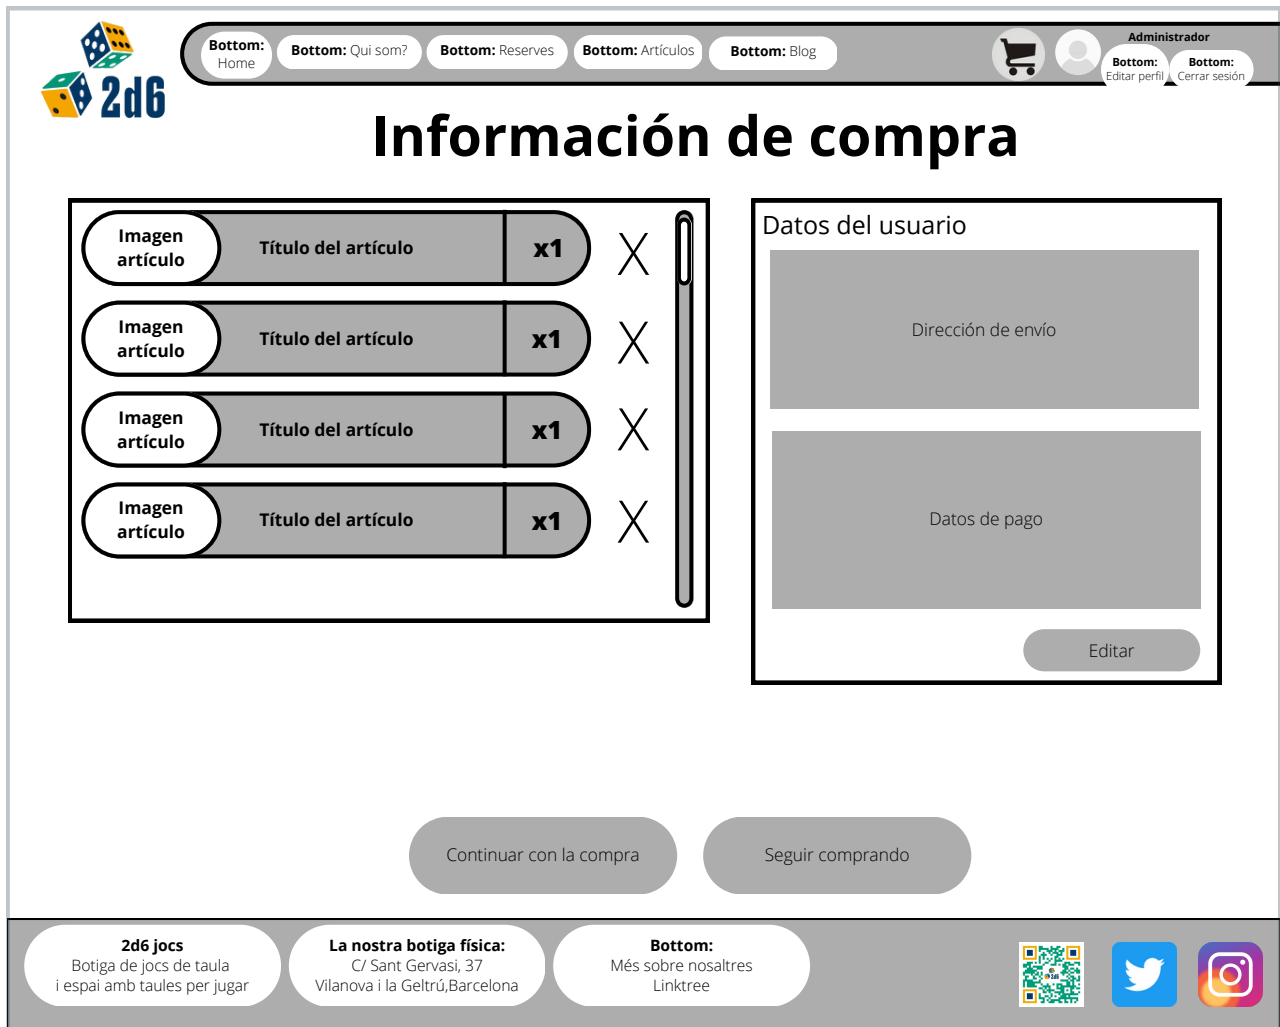 2d6
Bottom:
Home
Bottom: Qui som?
Bottom: Reserves
Bottom: Artículos
Bottom: Blog
Administrador
Bottom:
Editar perfil
Bottom:
Cerrar sesión
Información de compra
Imagen
artículo
Título del artículo
x1
X
Imagen
artículo
Título del artículo
x1
X
Imagen
artículo
Título del artículo
x1
X
Imagen
artículo
Título del artículo
x1
X
Datos del usuario
Dirección de envío
Datos de pago
Editar
Continuar con la compra
Seguir comprando
2d6 jocs
Botiga de jocs de taula
i espai amb taules per jugar
La nostra botiga física:
C/ Sant Gervasi, 37
Vilanova i la Geltrú,Barcelona
Bottom:
Més sobre nosaltres
Linktree
2d6